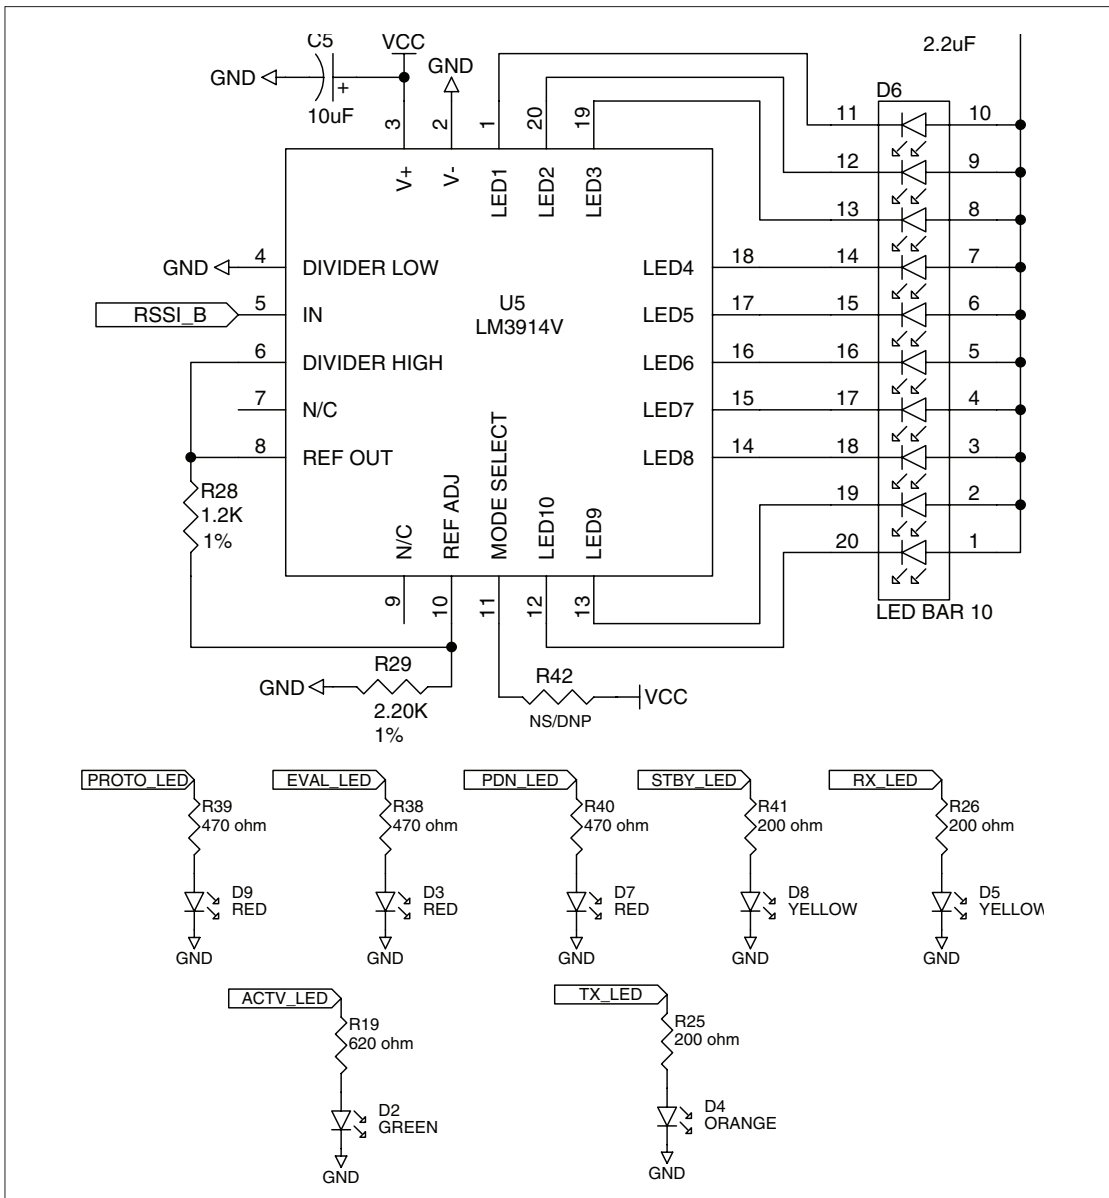 C5
VCC
GND
GND
10uF
+
2.2uF
D6
3
2
1
20
19
V+
V-
LED1
LED2
LED3
11
10
12
9
13
8
GND
4
DIVIDER LOW
LED4
18
14
7
RSSI_B
5
IN
U5
LM3914V
LED5
17
15
6
6
DIVIDER HIGH
LED6
16
16
5
7
N/C
LED7
15
17
4
8
REF OUT
LED8
14
18
3
R28
1.2K
1%
19
2
20
1
N/C
REF ADJ
MODE SELECT
LED10
LED9
9
10
11
12
13
LED BAR 10
R29
GND
2.20K
1%
R42
VCC
NS/DNP
PROTO_LED
R39
470 ohm
D9
RED
GND
EVAL_LED
R38
470 ohm
D3
RED
GND
PDN_LED
R40
470 ohm
D7
RED
GND
STBY_LED
R41
200 ohm
D8
YELLOW
GND
RX_LED
R26
200 ohm
D5
YELLOW
GND
ACTV_LED
R19
620 ohm
D2
GREEN
GND
TX_LED
R25
200 ohm
D4
ORANGE
GND